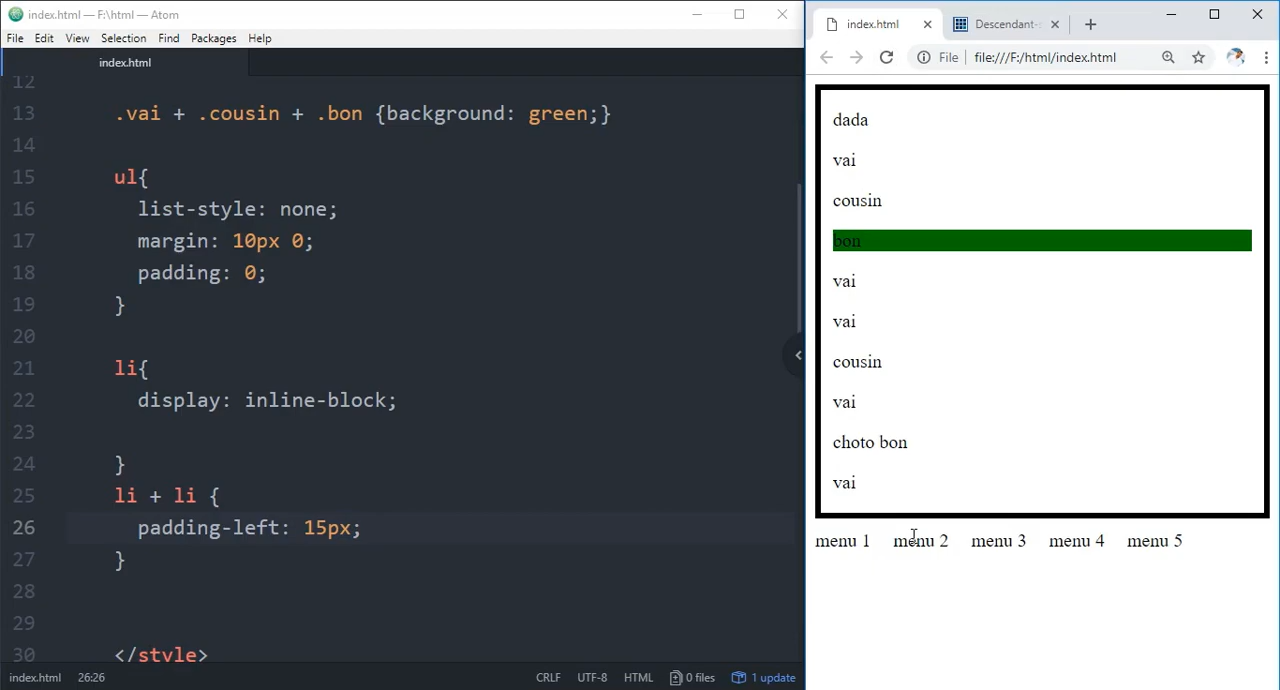 index.html — F:\html — Atom
File Edit View Selection Find Packages Help
index.html
12
13 .vai + .cousin + .bon {background: green;}
14
15 ul{
16 list-style: none;
17 margin: 10px 0;
18 padding: 0;
19 }
20
21 li{
22 display: inline-block;
23
24 }
25 li + li {
26 padding-left: 15px;
27 }
28
29
30 </style>
index.html 26:26 CRLF UTF-8 HTML 0 files 1 update
index.html Descendant-
File file:///F:/html/index.html
dada
vai
cousin
bon
vai
vai
cousin
vai
choto bon
vai
menu 1 menu 2 menu 3 menu 4 menu 5